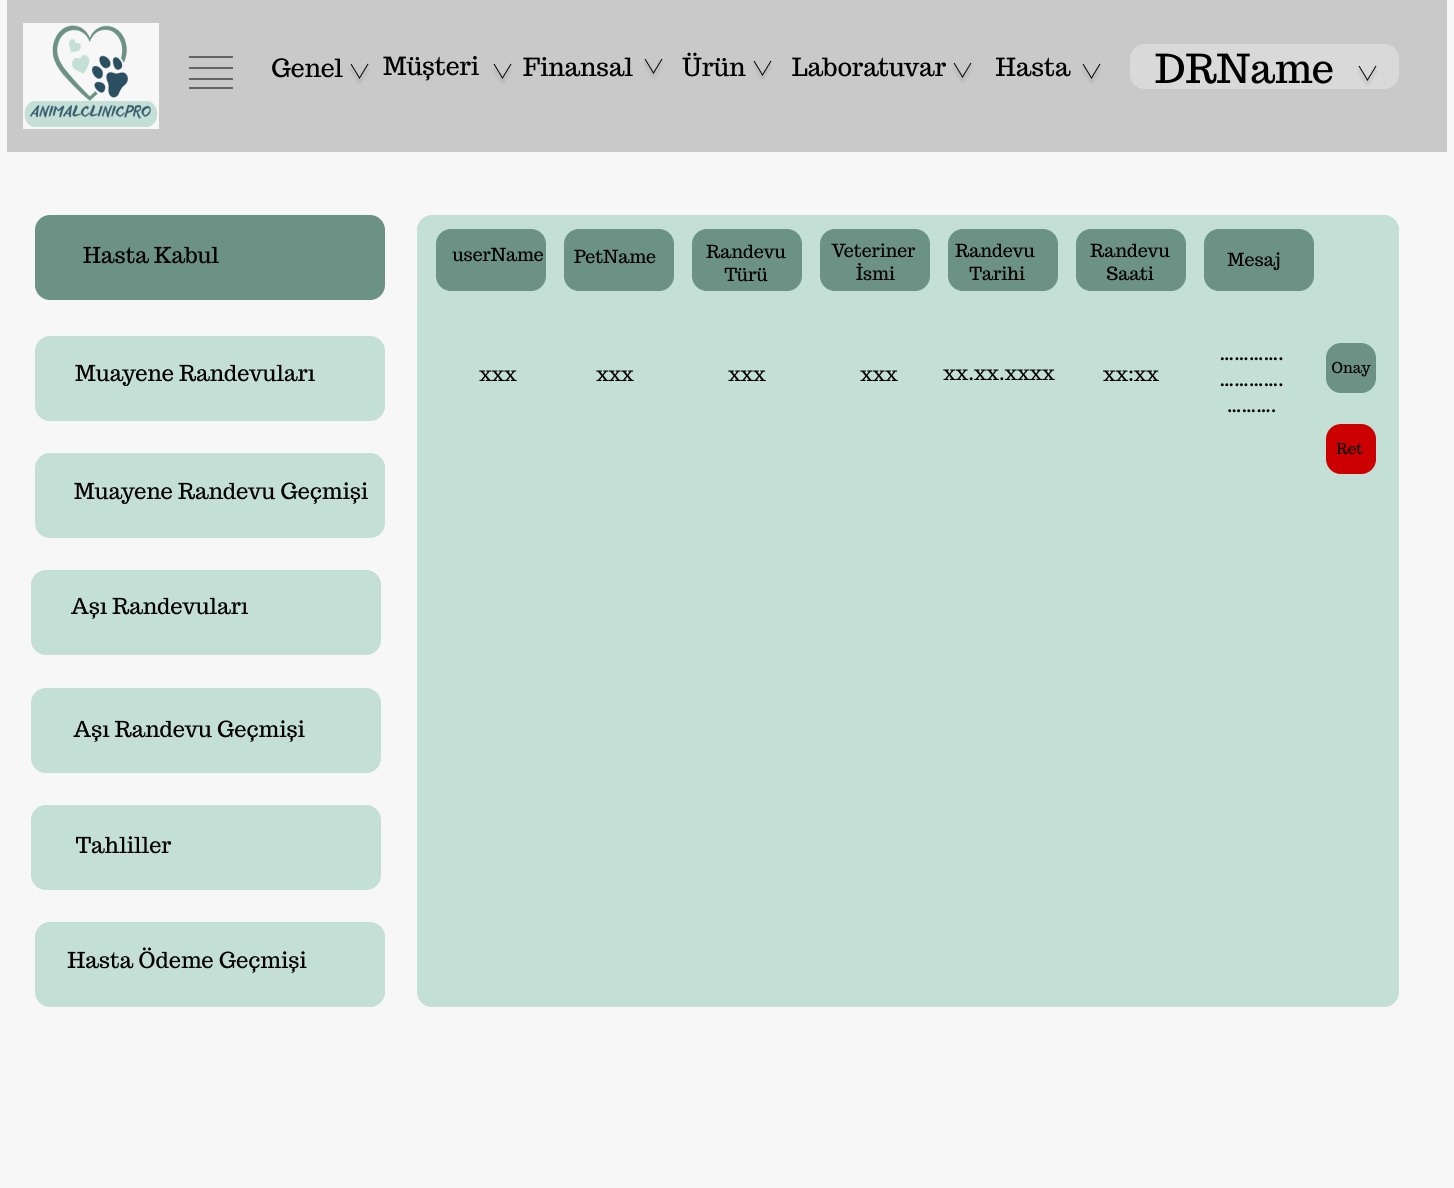 ANIMALCLINICPRO
Genel
Müşteri
Finansal
Ürün
Laboratuvar
Hasta
DRName
Hasta Kabul
Muayene Randevuları
Muayene Randevu Geçmişi
Aşı Randevuları
Aşı Randevu Geçmişi
Tahliller
Hasta Ödeme Geçmişi
userName
PetName
Randevu
Türü
Veteriner
İsmi
Randevu
Tarihi
Randevu
Saati
Mesaj
xxx
xxx
xxx
xxx
xx.xx.xxxx
xx:xx
.............
.............
..........
Onay
Ret